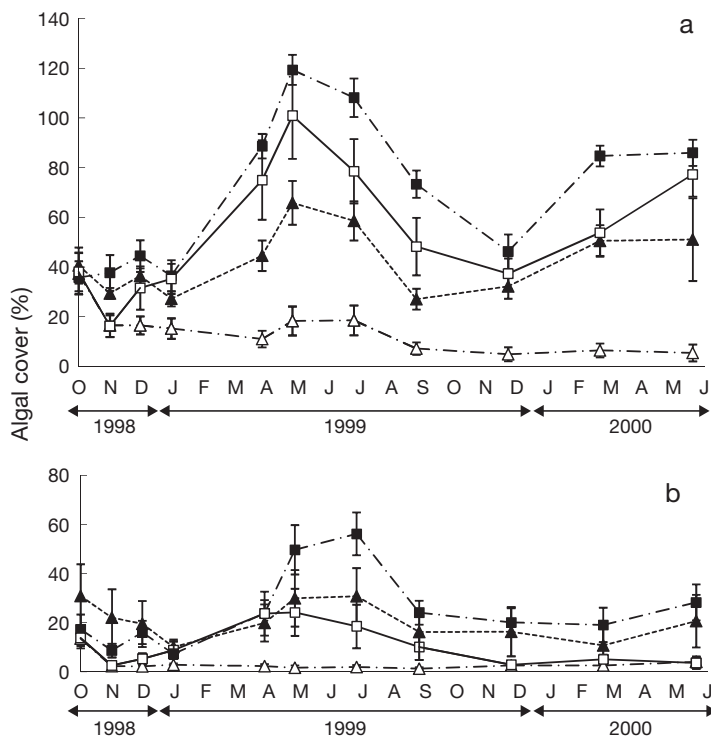 a
140
120
100
80
60
40
20
0
O N D J F M A M J J A S O N D J F M A M J
1998 1999 2000
Algal cover (%)
b
80
60
40
20
0
O N D J F M A M J J A S O N D J F M A M J
1998 1999 2000